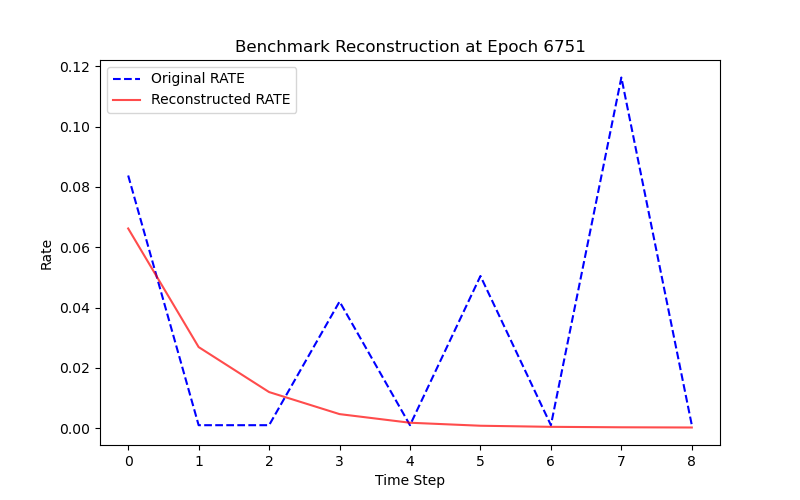 Benchmark Reconstruction at Epoch 6751
Original RATE
Reconstructed RATE
0.12
0.10
0.08
0.06
0.04
0.02
0.00
Rate
0 1 2 3 4 5 6 7 8
Time Step